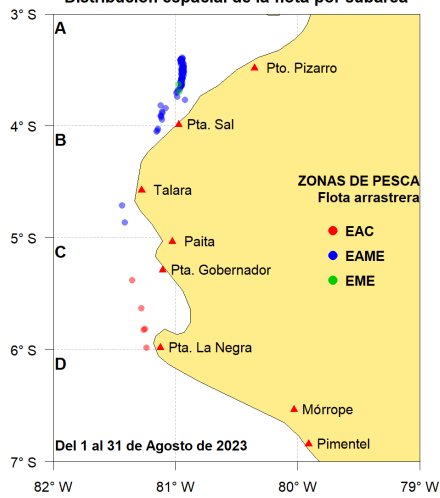 Distribución espacial de la flota por subárea
3° S
A
Pto. Pizarro
4° S
Pta. Sal
B
ZONAS DE PESCA
Talara
Flota arrastrera
EAC
5° S
Paita
C
EAME
Pta. Gobernador
EME
6° S
Pta. La Negra
D
Mórrope
Del 1 al 31 de Agosto de 2023
Pimentel
7° S
82° W
81° W
80° W
79° W